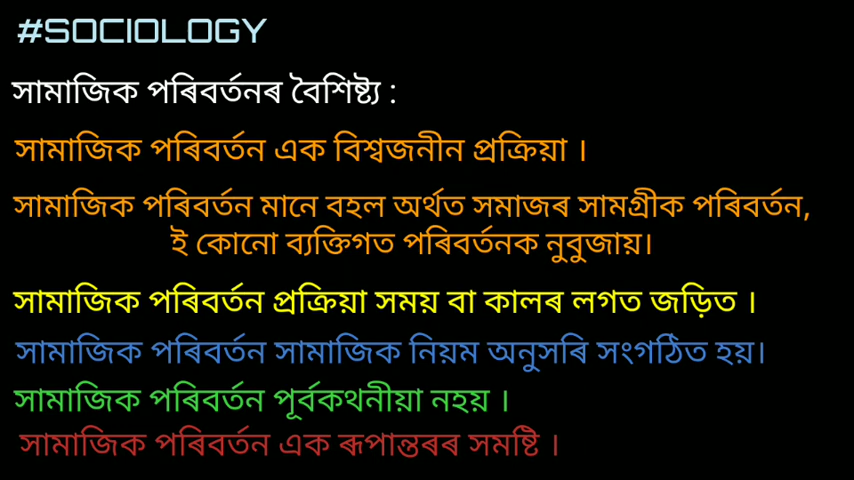 #SOCIOLOGY
সামাজিক পৰিবৰ্তনৰ বৈশিষ্ট্য :
সামাজিক পৰিবৰ্তন এক বিশ্বজনীন প্ৰক্ৰিয়া ।
সামাজিক পৰিবৰ্তন মানে বহল অৰ্থত সমাজৰ সামগ্ৰীক পৰিবৰ্তন,
ই কোনো ব্যক্তিগত পৰিবৰ্তনক নুবুজায়।
সামাজিক পৰিবৰ্তন প্ৰক্ৰিয়া সময় বা কালৰ লগত জড়িত ।
সামাজিক পৰিবৰ্তন সামাজিক নিয়ম অনুসৰি সংগঠিত হয়।
সামাজিক পৰিবৰ্তন পূৰ্বকথনীয়া নহয় ।
সামাজিক পৰিবৰ্তন এক ৰূপান্তৰৰ সমষ্টি ।